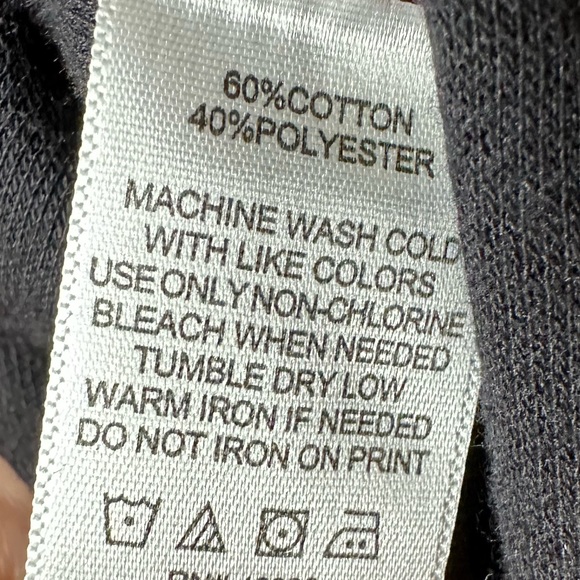 60%COTTON
40%POLYESTER
MACHINE WASH COLD
WITH LIKE COLORS
USE ONLY NON-CHLORINE
BLEACH WHEN NEEDED
TUMBLE DRY LOW
WARM IRON IF NEEDED
DO NOT IRON ON PRINT